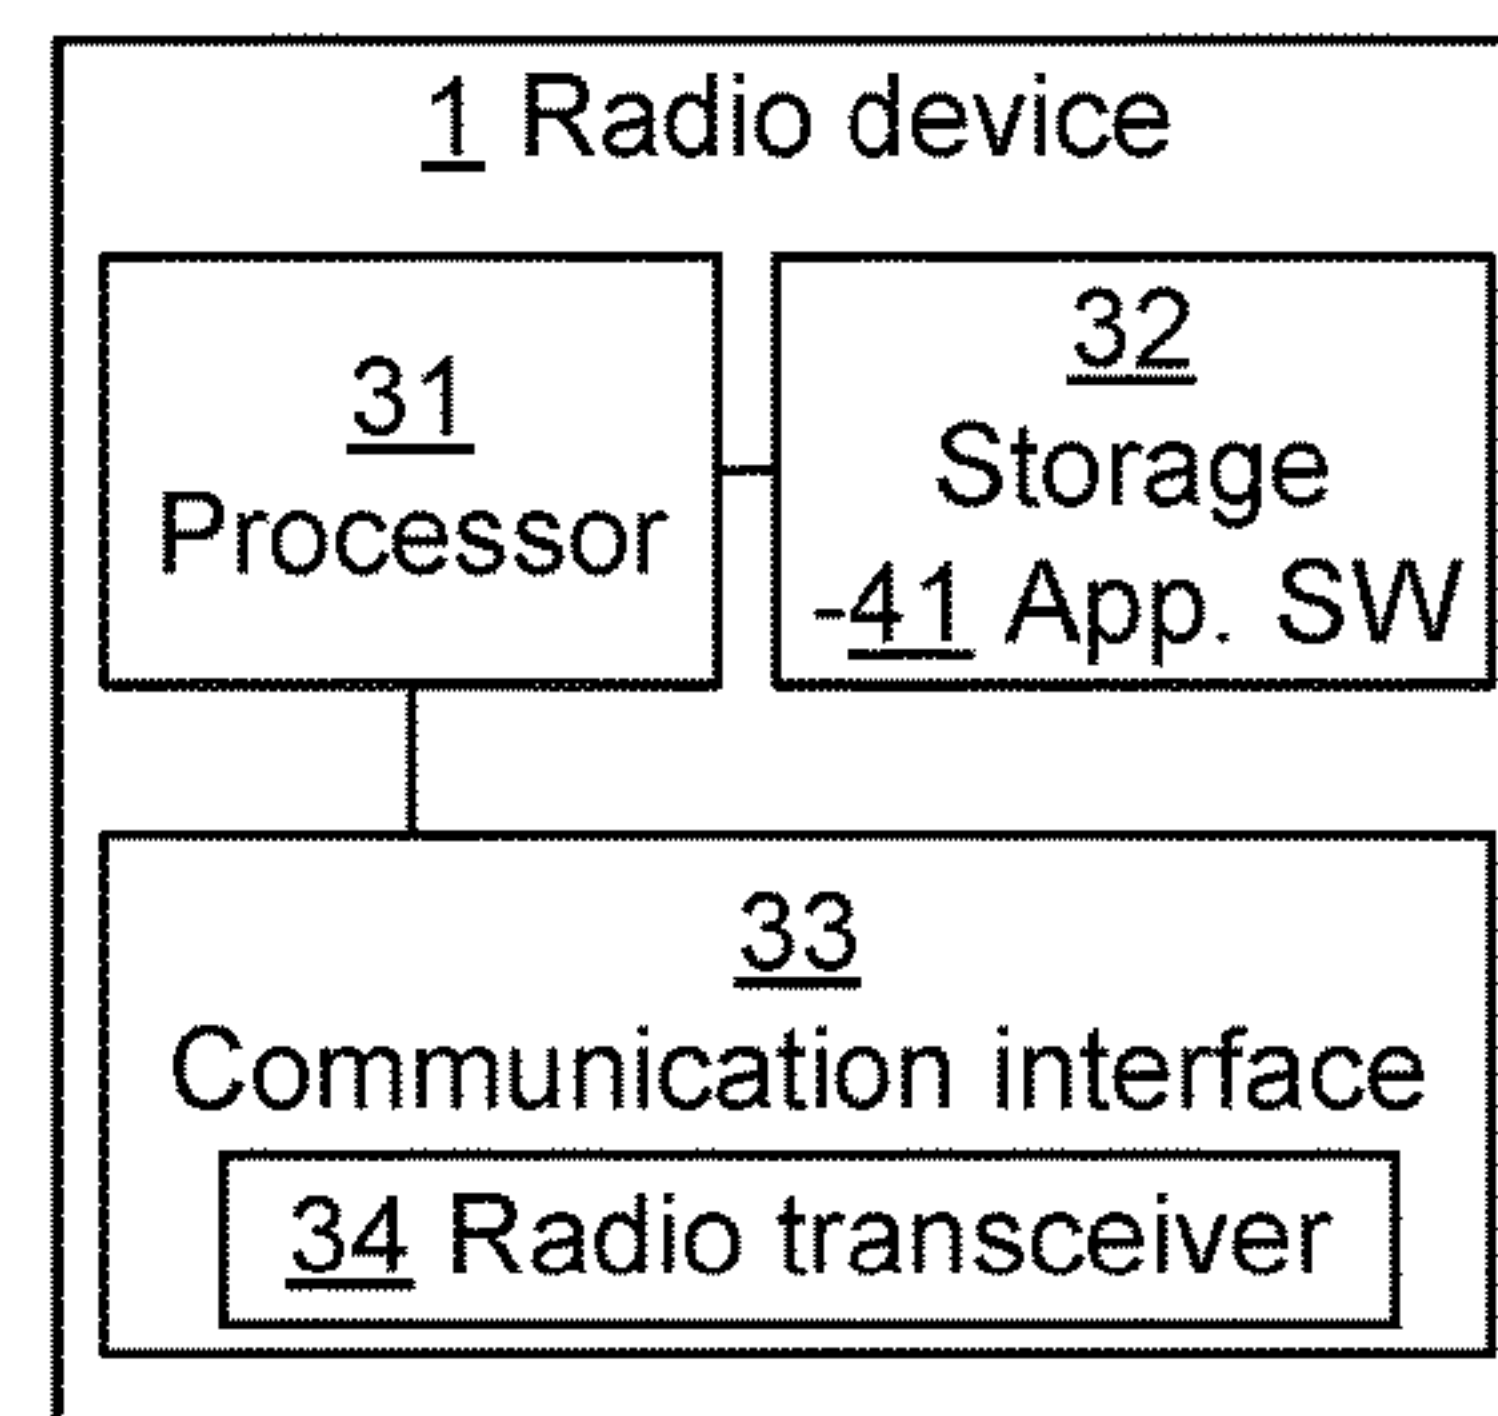 1 Radio device
31
Processor
32
Storage
-41 App. SW
33
Communication interface
34 Radio transceiver